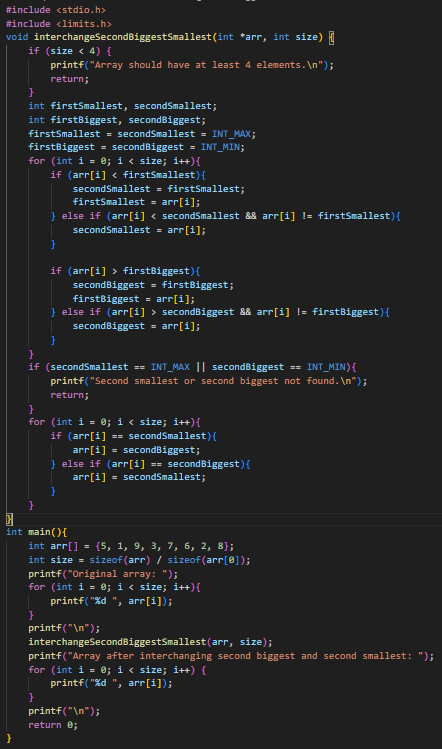 #include <stdio.h>
#include <limits.h>
void interchangeSecondBiggestSmallest(int *arr, int size) {
    if (size < 4) {
        printf("Array should have at least 4 elements.\n");
        return;
    }
    int firstSmallest, secondSmallest;
    int firstBiggest, secondBiggest;
    firstSmallest = secondSmallest = INT_MAX;
    firstBiggest = secondBiggest = INT_MIN;
    for (int i = 0; i < size; i++){
        if (arr[i] < firstSmallest){
            secondSmallest = firstSmallest;
            firstSmallest = arr[i];
        } else if (arr[i] < secondSmallest && arr[i] != firstSmallest){
            secondSmallest = arr[i];
        }

        if (arr[i] > firstBiggest){
            secondBiggest = firstBiggest;
            firstBiggest = arr[i];
        } else if (arr[i] > secondBiggest && arr[i] != firstBiggest){
            secondBiggest = arr[i];
        }
    }
    if (secondSmallest == INT_MAX || secondBiggest == INT_MIN){
        printf("Second smallest or second biggest not found.\n");
        return;
    }
    for (int i = 0; i < size; i++){
        if (arr[i] == secondSmallest){
            arr[i] = secondBiggest;
        } else if (arr[i] == secondBiggest){
            arr[i] = secondSmallest;
        }
    }
}
int main(){
    int arr[] = {5, 1, 9, 3, 7, 6, 2, 8};
    int size = sizeof(arr) / sizeof(arr[0]);
    printf("Original array: ");
    for (int i = 0; i < size; i++){
        printf("%d ", arr[i]);
    }
    printf("\n");
    interchangeSecondBiggestSmallest(arr, size);
    printf("Array after interchanging second biggest and second smallest: ");
    for (int i = 0; i < size; i++) {
        printf("%d ", arr[i]);
    }
    printf("\n");
    return 0;
}